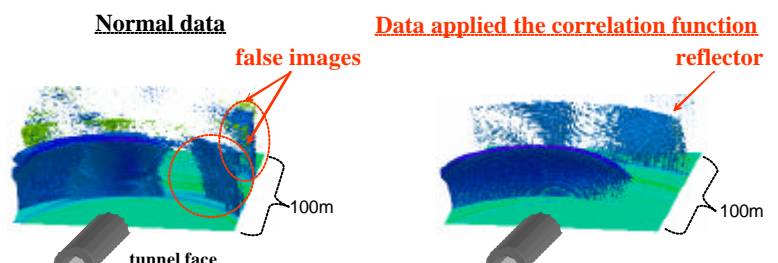 Normal data
false images
100m
tunnel face
Data applied the correlation function
reflector
100m